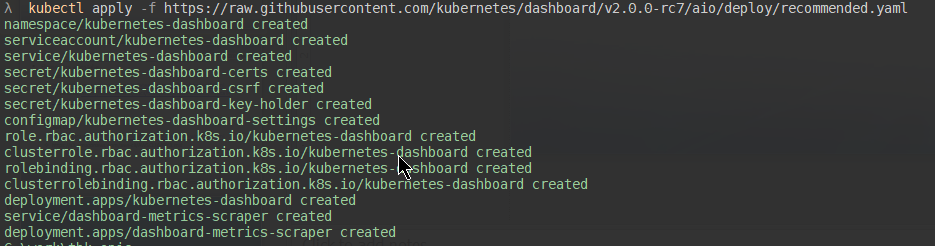 λ  kubectl apply -f https://raw.githubusercontent.com/kubernetes/dashboard/v2.0.0-rc7/aio/deploy/recommended.yaml
namespace/kubernetes-dashboard created
serviceaccount/kubernetes-dashboard created
service/kubernetes-dashboard created
secret/kubernetes-dashboard-certs created
secret/kubernetes-dashboard-csrf created
secret/kubernetes-dashboard-key-holder created
configmap/kubernetes-dashboard-settings created
role.rbac.authorization.k8s.io/kubernetes-dashboard created
clusterrole.rbac.authorization.k8s.io/kubernetes-dashboard created
rolebinding.rbac.authorization.k8s.io/kubernetes-dashboard created
clusterrolebinding.rbac.authorization.k8s.io/kubernetes-dashboard created
deployment.apps/kubernetes-dashboard created
service/dashboard-metrics-scraper created
deployment.apps/dashboard-metrics-scraper created